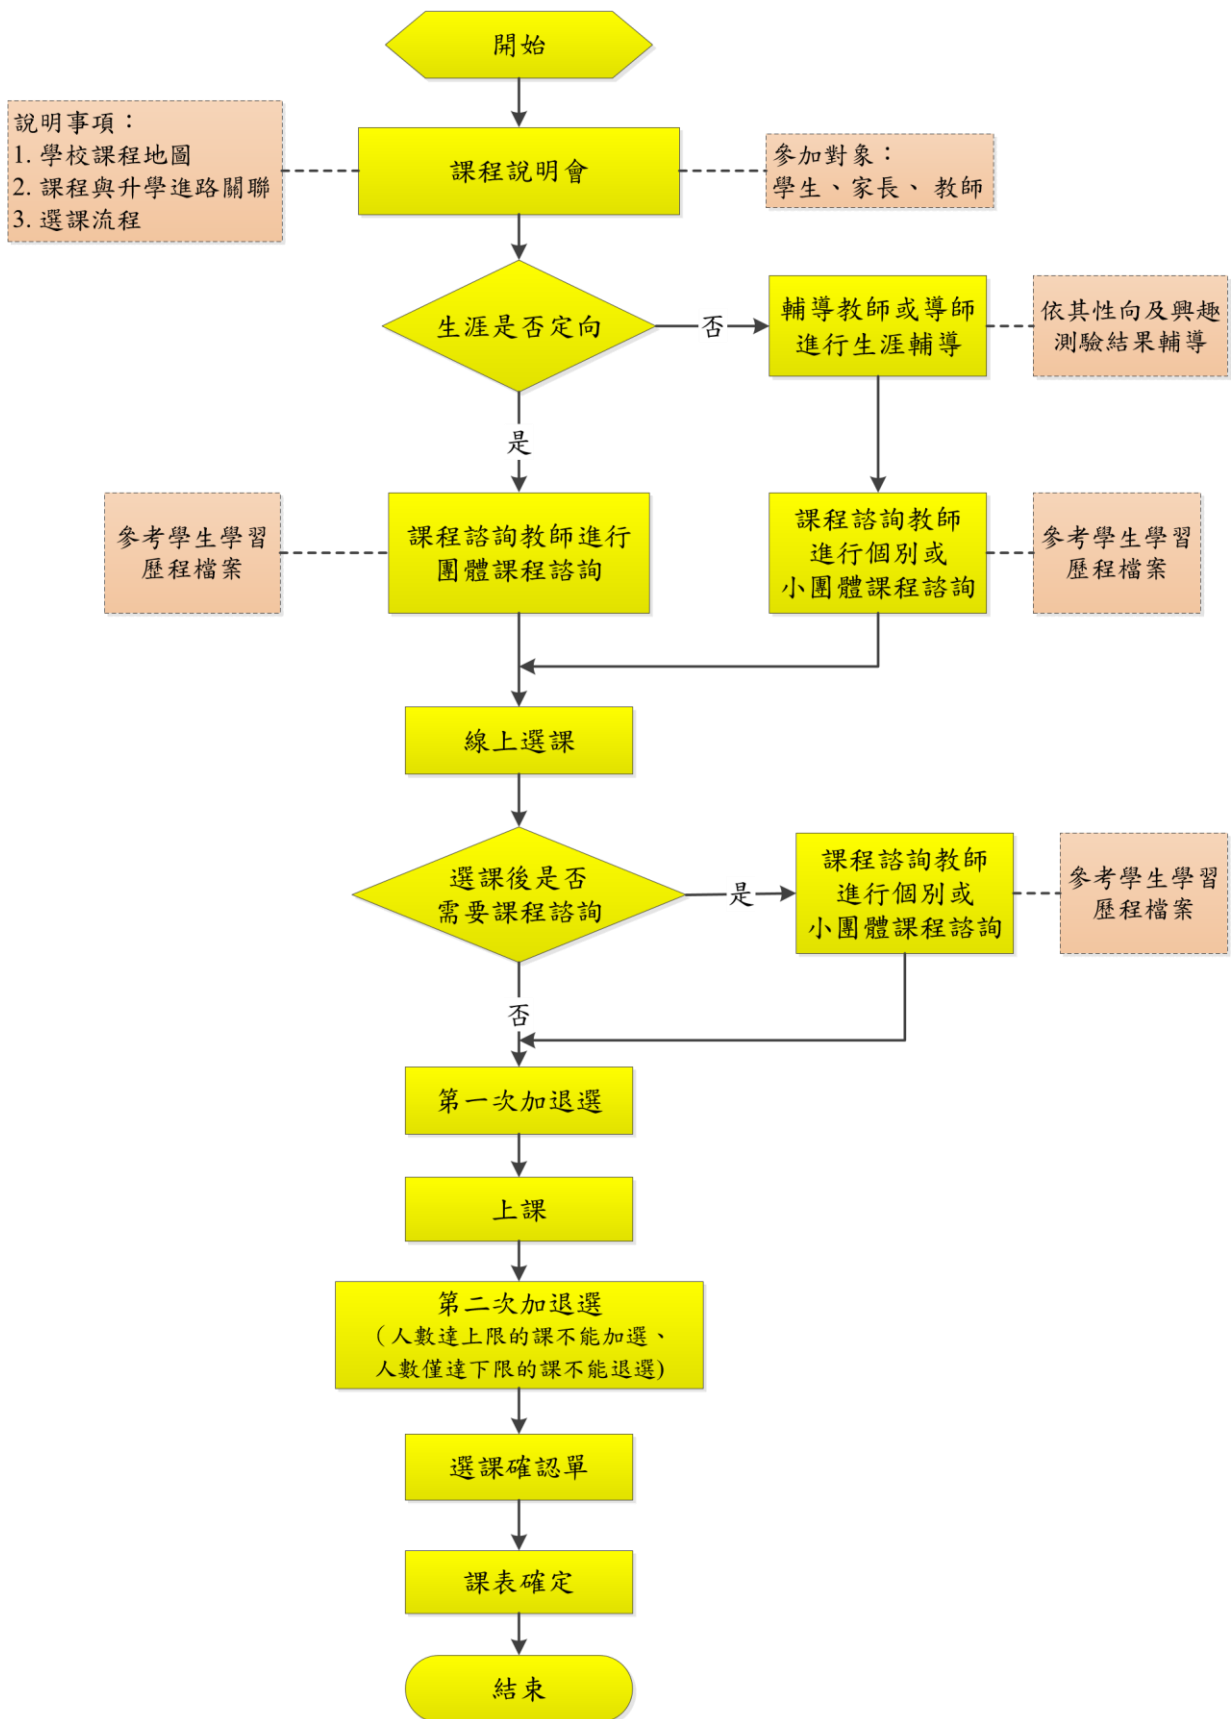 開始
說明事項：
1. 學校課程地圖
2. 課程與升學進路關聯
3. 選課流程
課程說明會
參加對象：
學生、家長、教師
生涯是否定向
否
輔導教師或導師
進行生涯輔導
依其性向及興趣
測驗結果輔導
是
參考學生學習
歷程檔案
課程諮詢教師進行
團體課程諮詢
課程諮詢教師
進行個別或
小團體課程諮詢
參考學生學習
歷程檔案
線上選課
選課後是否
需要課程諮詢
是
課程諮詢教師
進行個別或
小團體課程諮詢
參考學生學習
歷程檔案
否
第一次加退選
上課
第二次加退選
（人數達上限的課不能加選、
人數僅達下限的課不能退選)
選課確認單
課表確定
結束